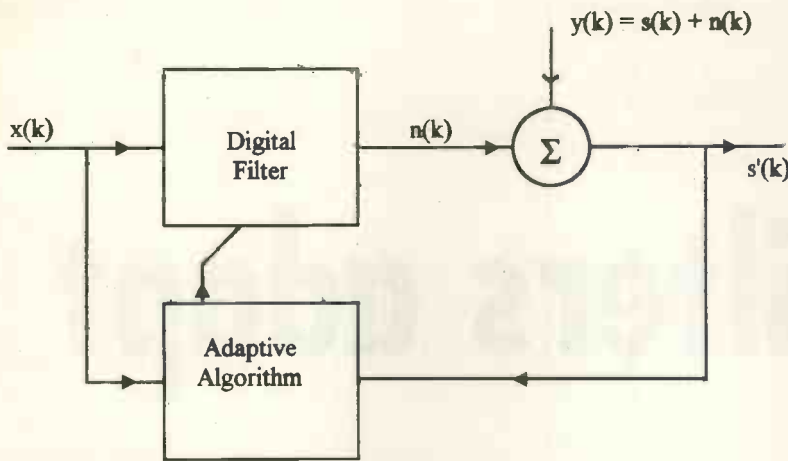 y(k) = s(k) + n(k)
x(k)
Digital
Filter
n(k)
Σ
s'(k)
Adaptive
Algorithm